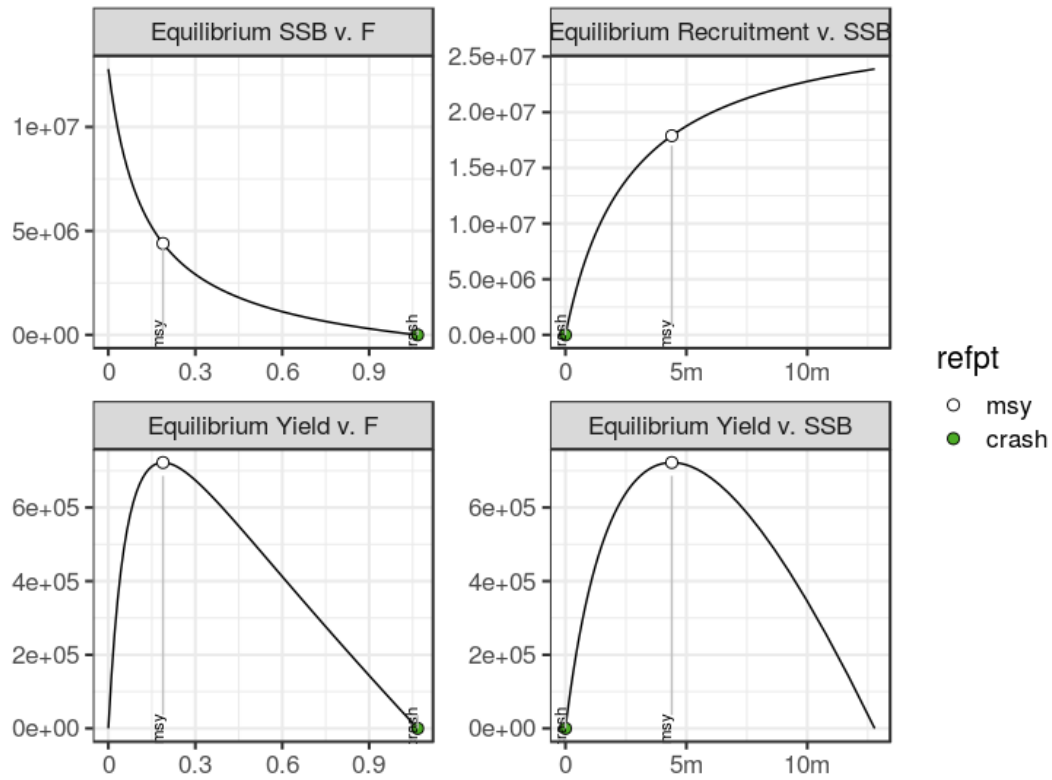 Equilibrium SSB v. F
1e+07
5e+06
0e+00
msy
crash
0
0.3
0.6
0.9
Equilibrium Recruitment v. SSB
2.5e+07
2.0e+07
1.5e+07
1.0e+07
5.0e+06
0.0e+00
crash
msy
0
5m
10m
Equilibrium Yield v. F
6e+05
4e+05
2e+05
0e+00
msy
crash
0
0.3
0.6
0.9
Equilibrium Yield v. SSB
6e+05
4e+05
2e+05
0e+00
crash
msy
0
5m
10m
refpt
msy
crash